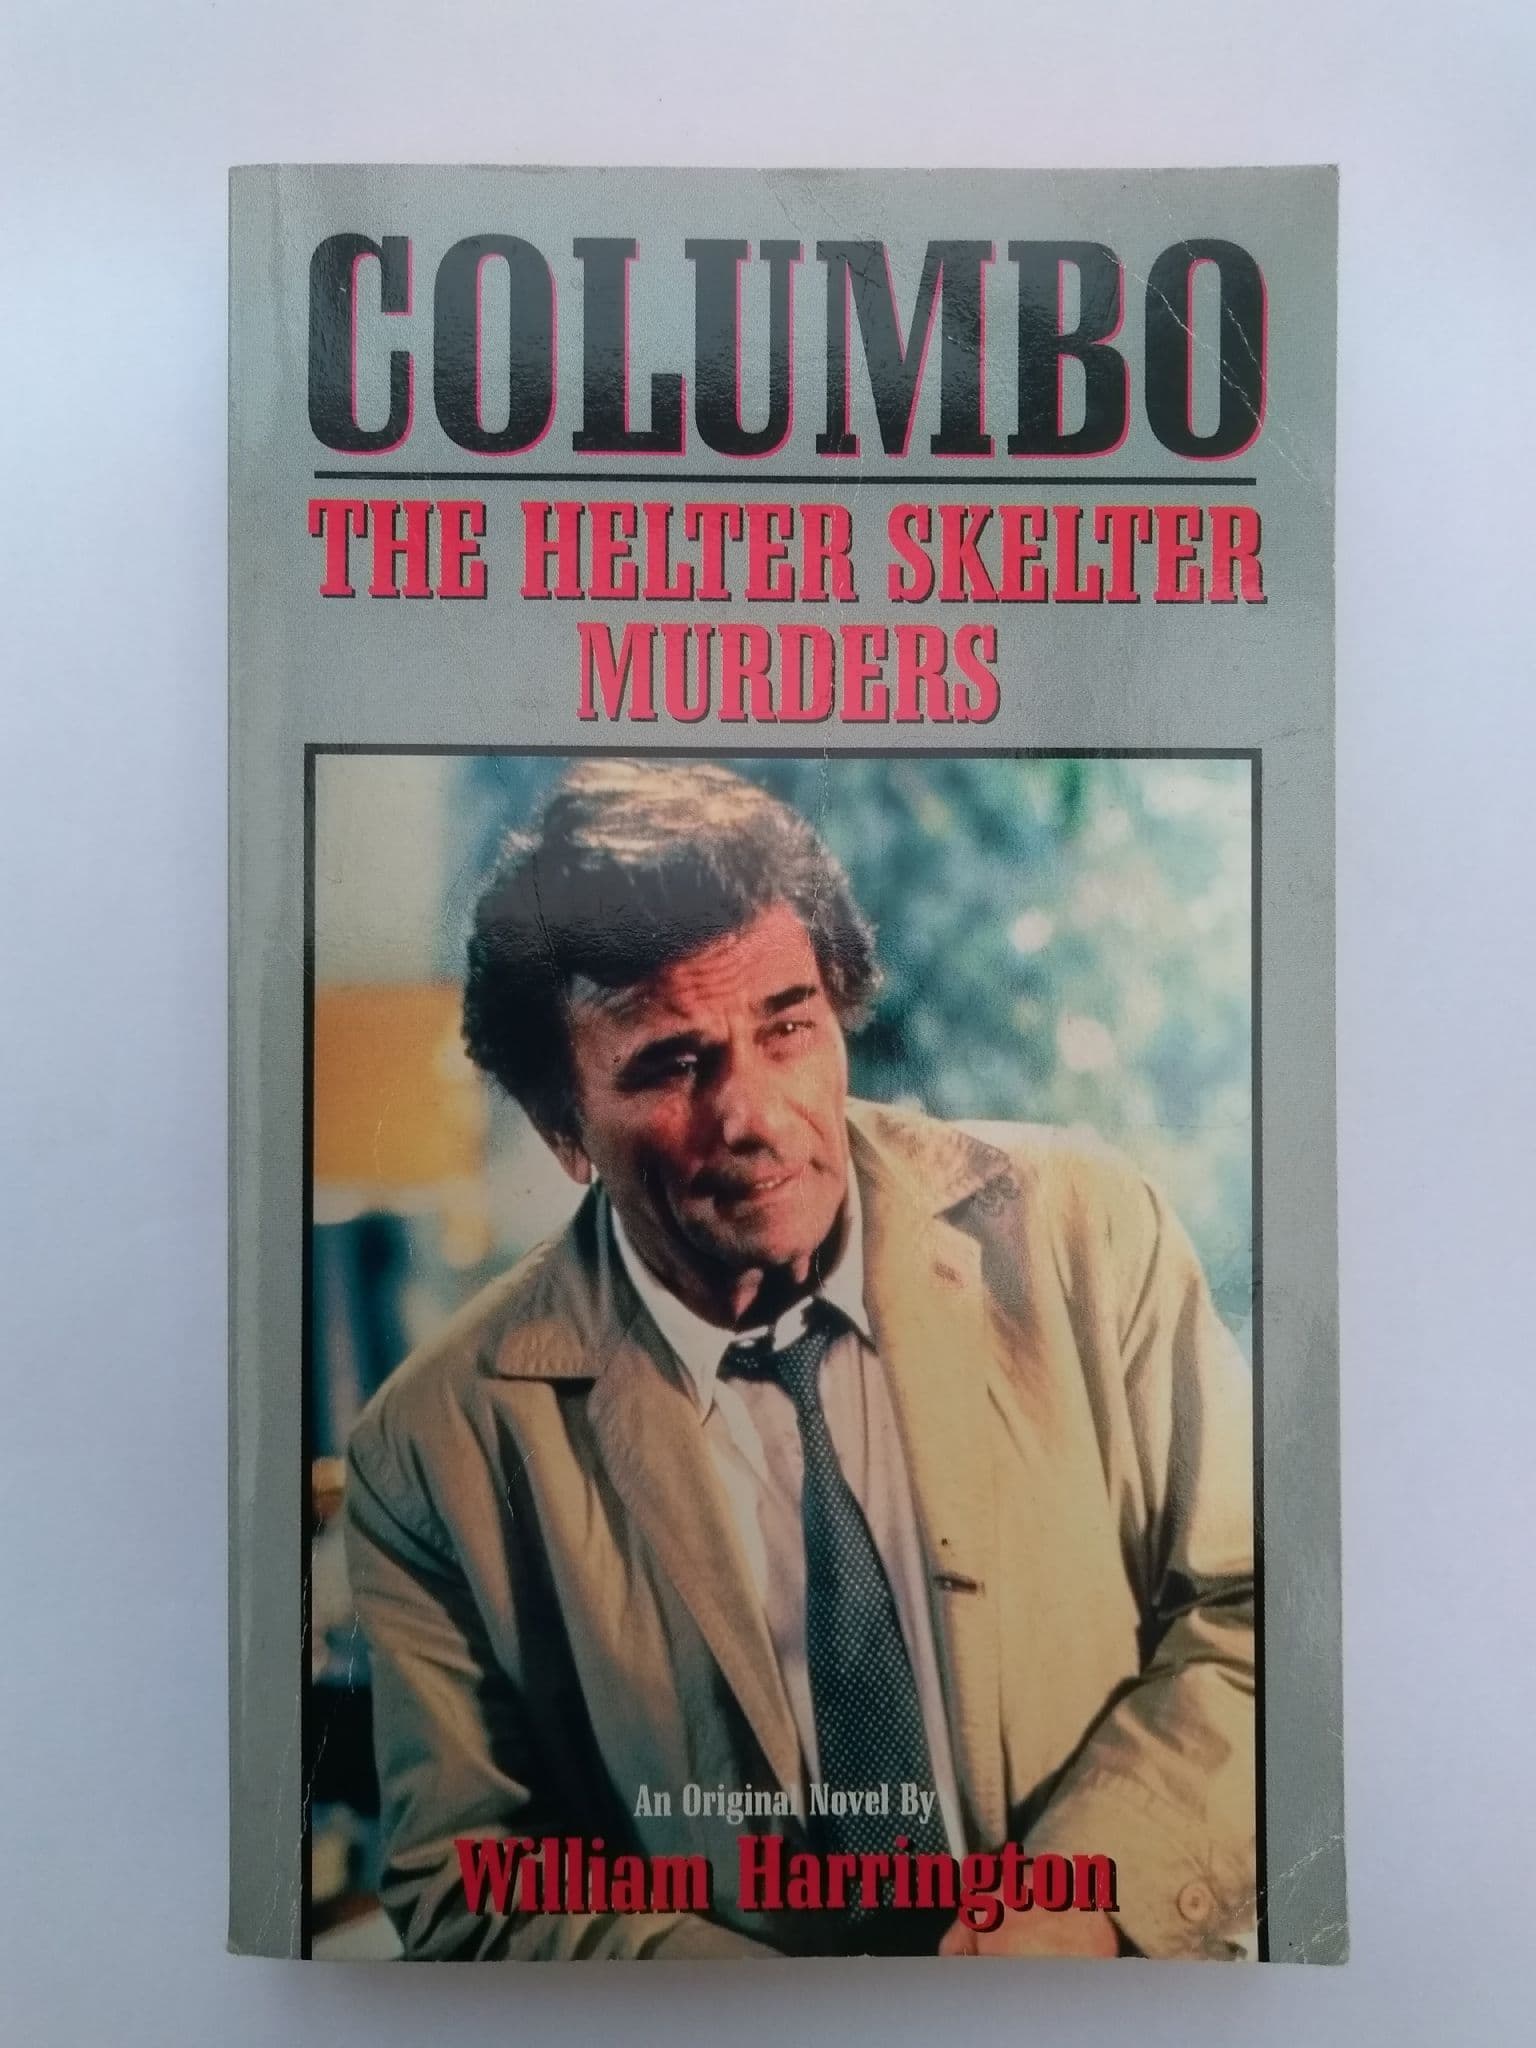 COLUMBO
THE HELTER SKELTER
MURDERS
An Original Novel By
William Harrington